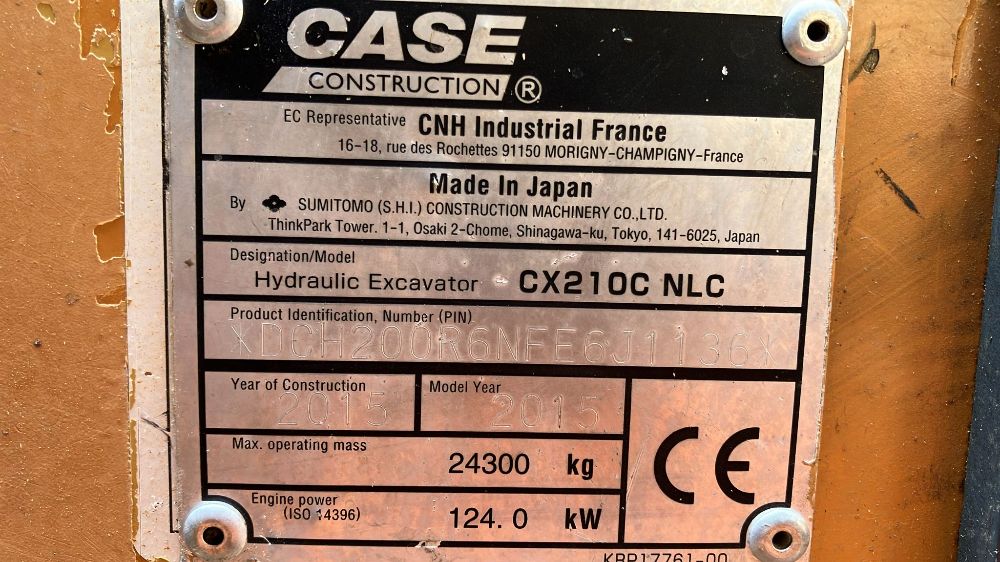 CASE
CONSTRUCTION ®
EC Representative CNH Industrial France
16-18, rue des Rochettes 91150 MORIGNY-CHAMPIGNY-France
Made In Japan
By SUMITOMO (S.H.I.) CONSTRUCTION MACHINERY CO.,LTD.
ThinkPark Tower. 1-1, Osaki 2-Chome, Shinagawa-ku, Tokyo, 141-6025, Japan
Designation/Model
Hydraulic Excavator CX210C NLC
Product Identification, Number (PIN)
*DCH200R6NFE6J1136*
Year of Construction Model Year
2015 2015
Max. operating mass
24300 kg
CE
Engine power
(ISO 14396) 124.0 kW
KRP17761-00